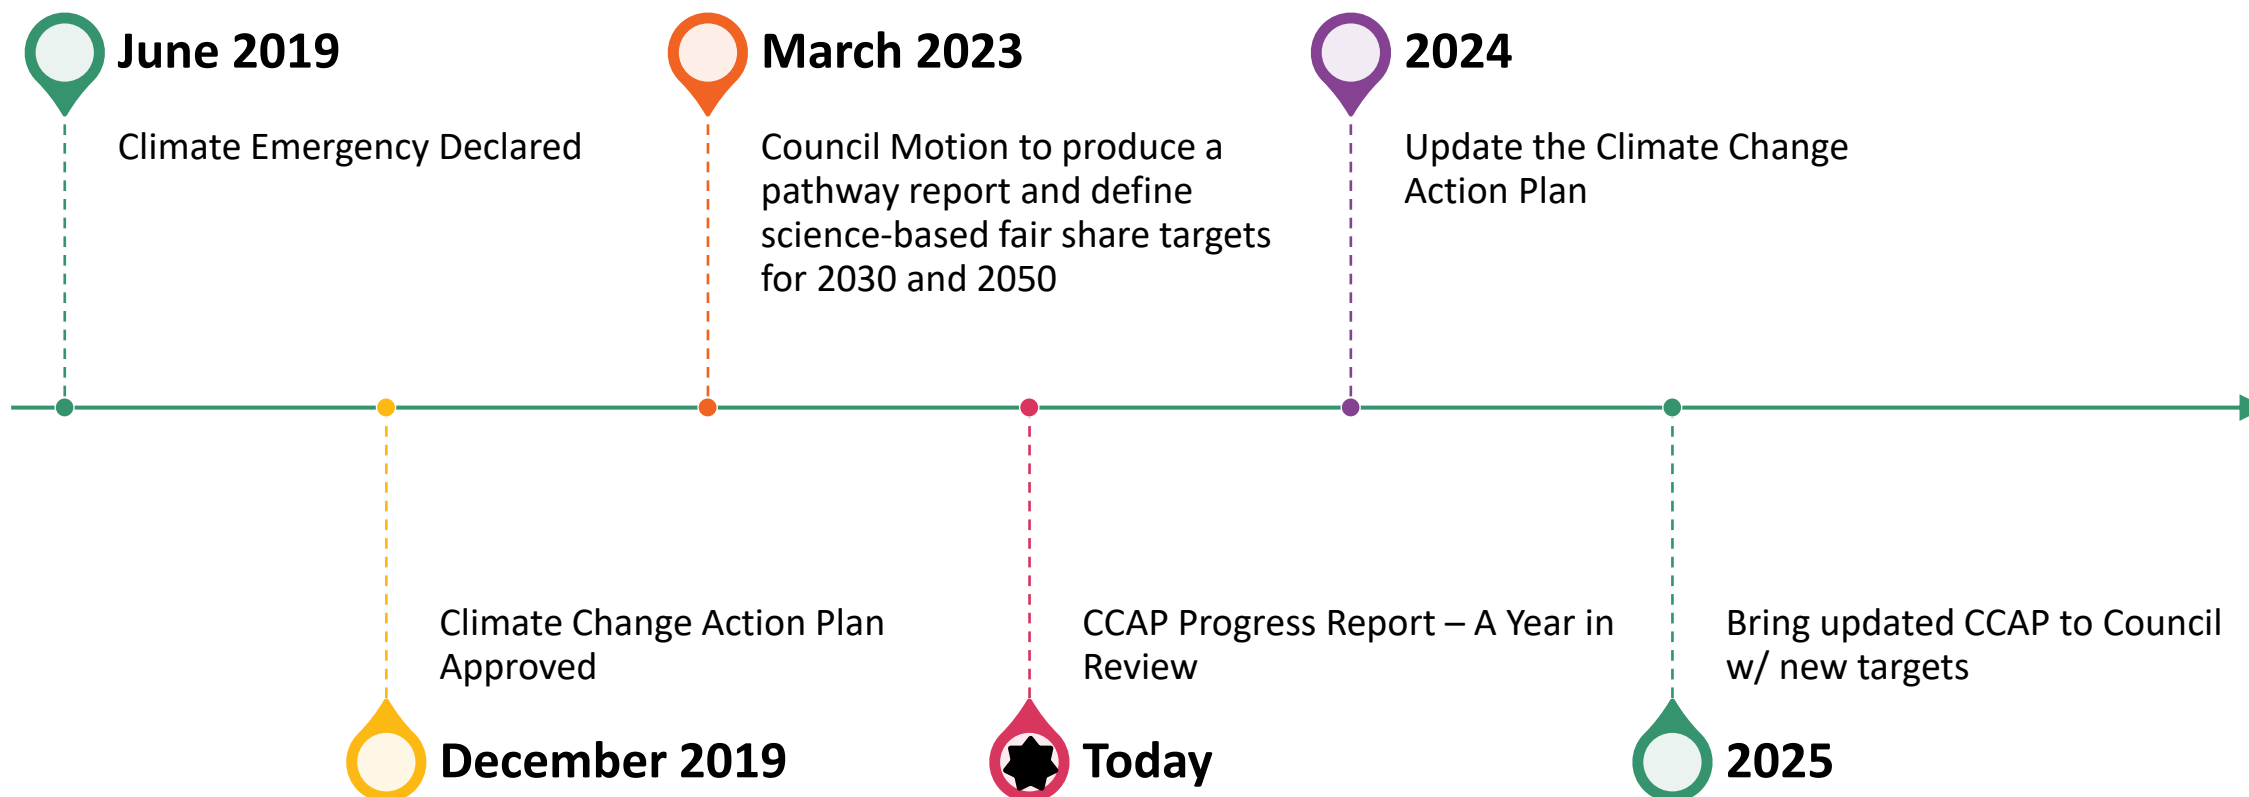 June 2019
Climate Emergency Declared
March 2023
Council Motion to produce a
pathway report and define
science-based fair share targets
for 2030 and 2050
2024
Update the Climate Change
Action Plan
Climate Change Action Plan
Approved
December 2019
CCAP Progress Report – A Year in
Review
Today
Bring updated CCAP to Council
w/ new targets
2025